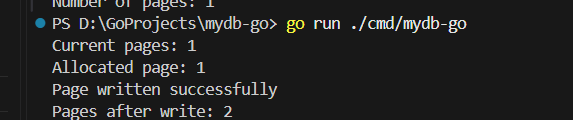 Number of pages: 1
PS D:\GoProjects\mydb-go> go run ./cmd/mydb-go
Current pages: 1
Allocated page: 1
Page written successfully
Pages after write: 2